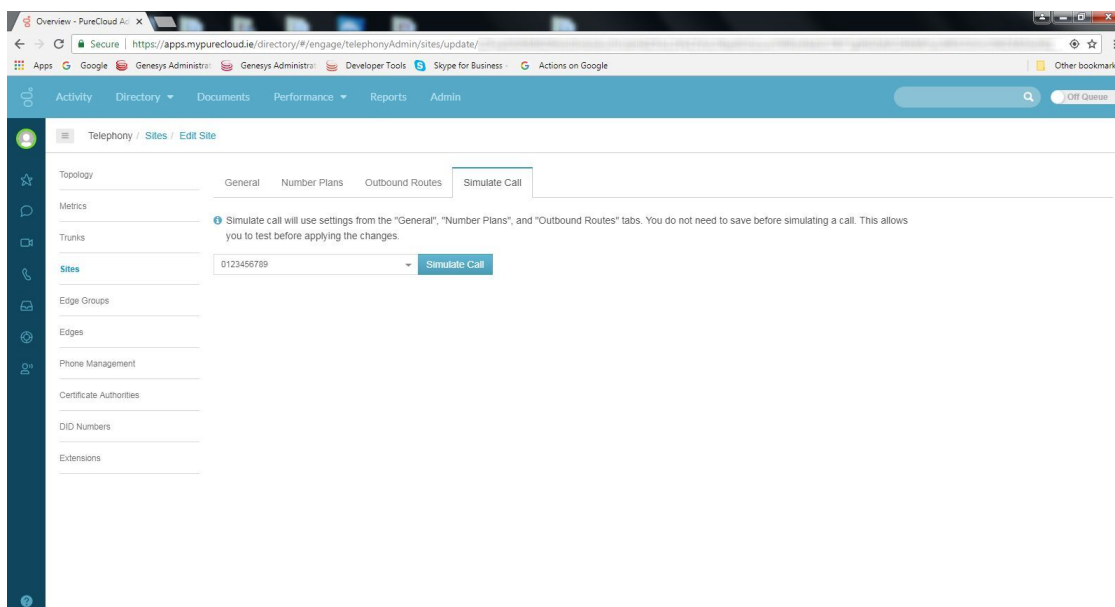 Overview - PureCloud Ad
Secure | https://apps.mypurecloud.ie/directory/#/engage/telephonyAdmin/sites/update/
Apps Google Genesys Administrat Genesys Administrat Developer Tools Skype for Business - Actions on Google Other bookmark
Activity Directory Documents Performance Reports Admin Off Queue
Telephony / Sites / Edit Site
Topology
Metrics
Trunks
Sites
Edge Groups
Edges
Phone Management
Certificate Authorities
DID Numbers
Extensions
General Number Plans Outbound Routes Simulate Call
Simulate call will use settings from the "General", "Number Plans", and "Outbound Routes" tabs. You do not need to save before simulating a call. This allows
you to test before applying the changes.
0123456789 Simulate Call